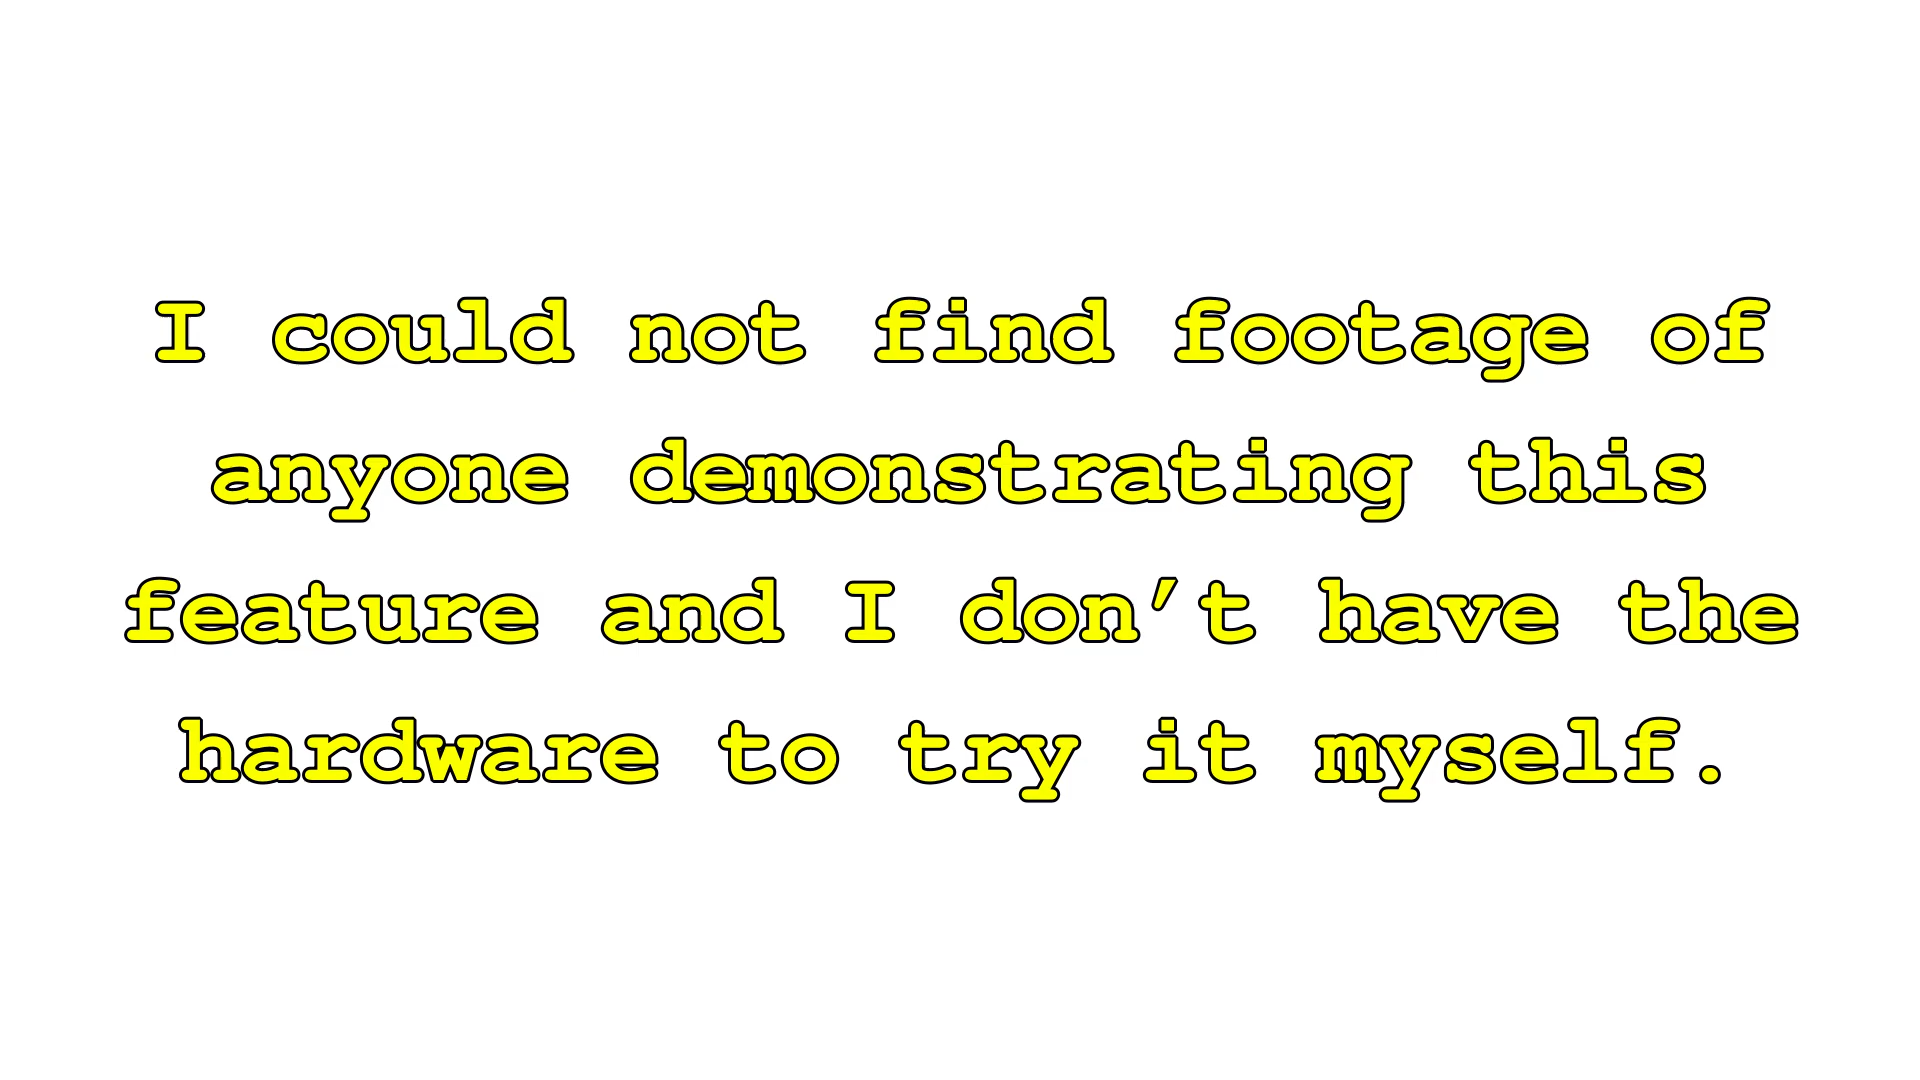 I could not find footage of
anyone demonstrating this
feature and I don’t have the
hardware to try it myself.